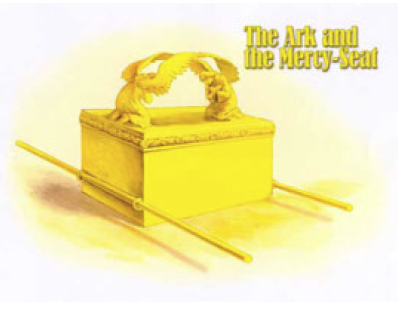 The Ark and
the Mercy-Seat